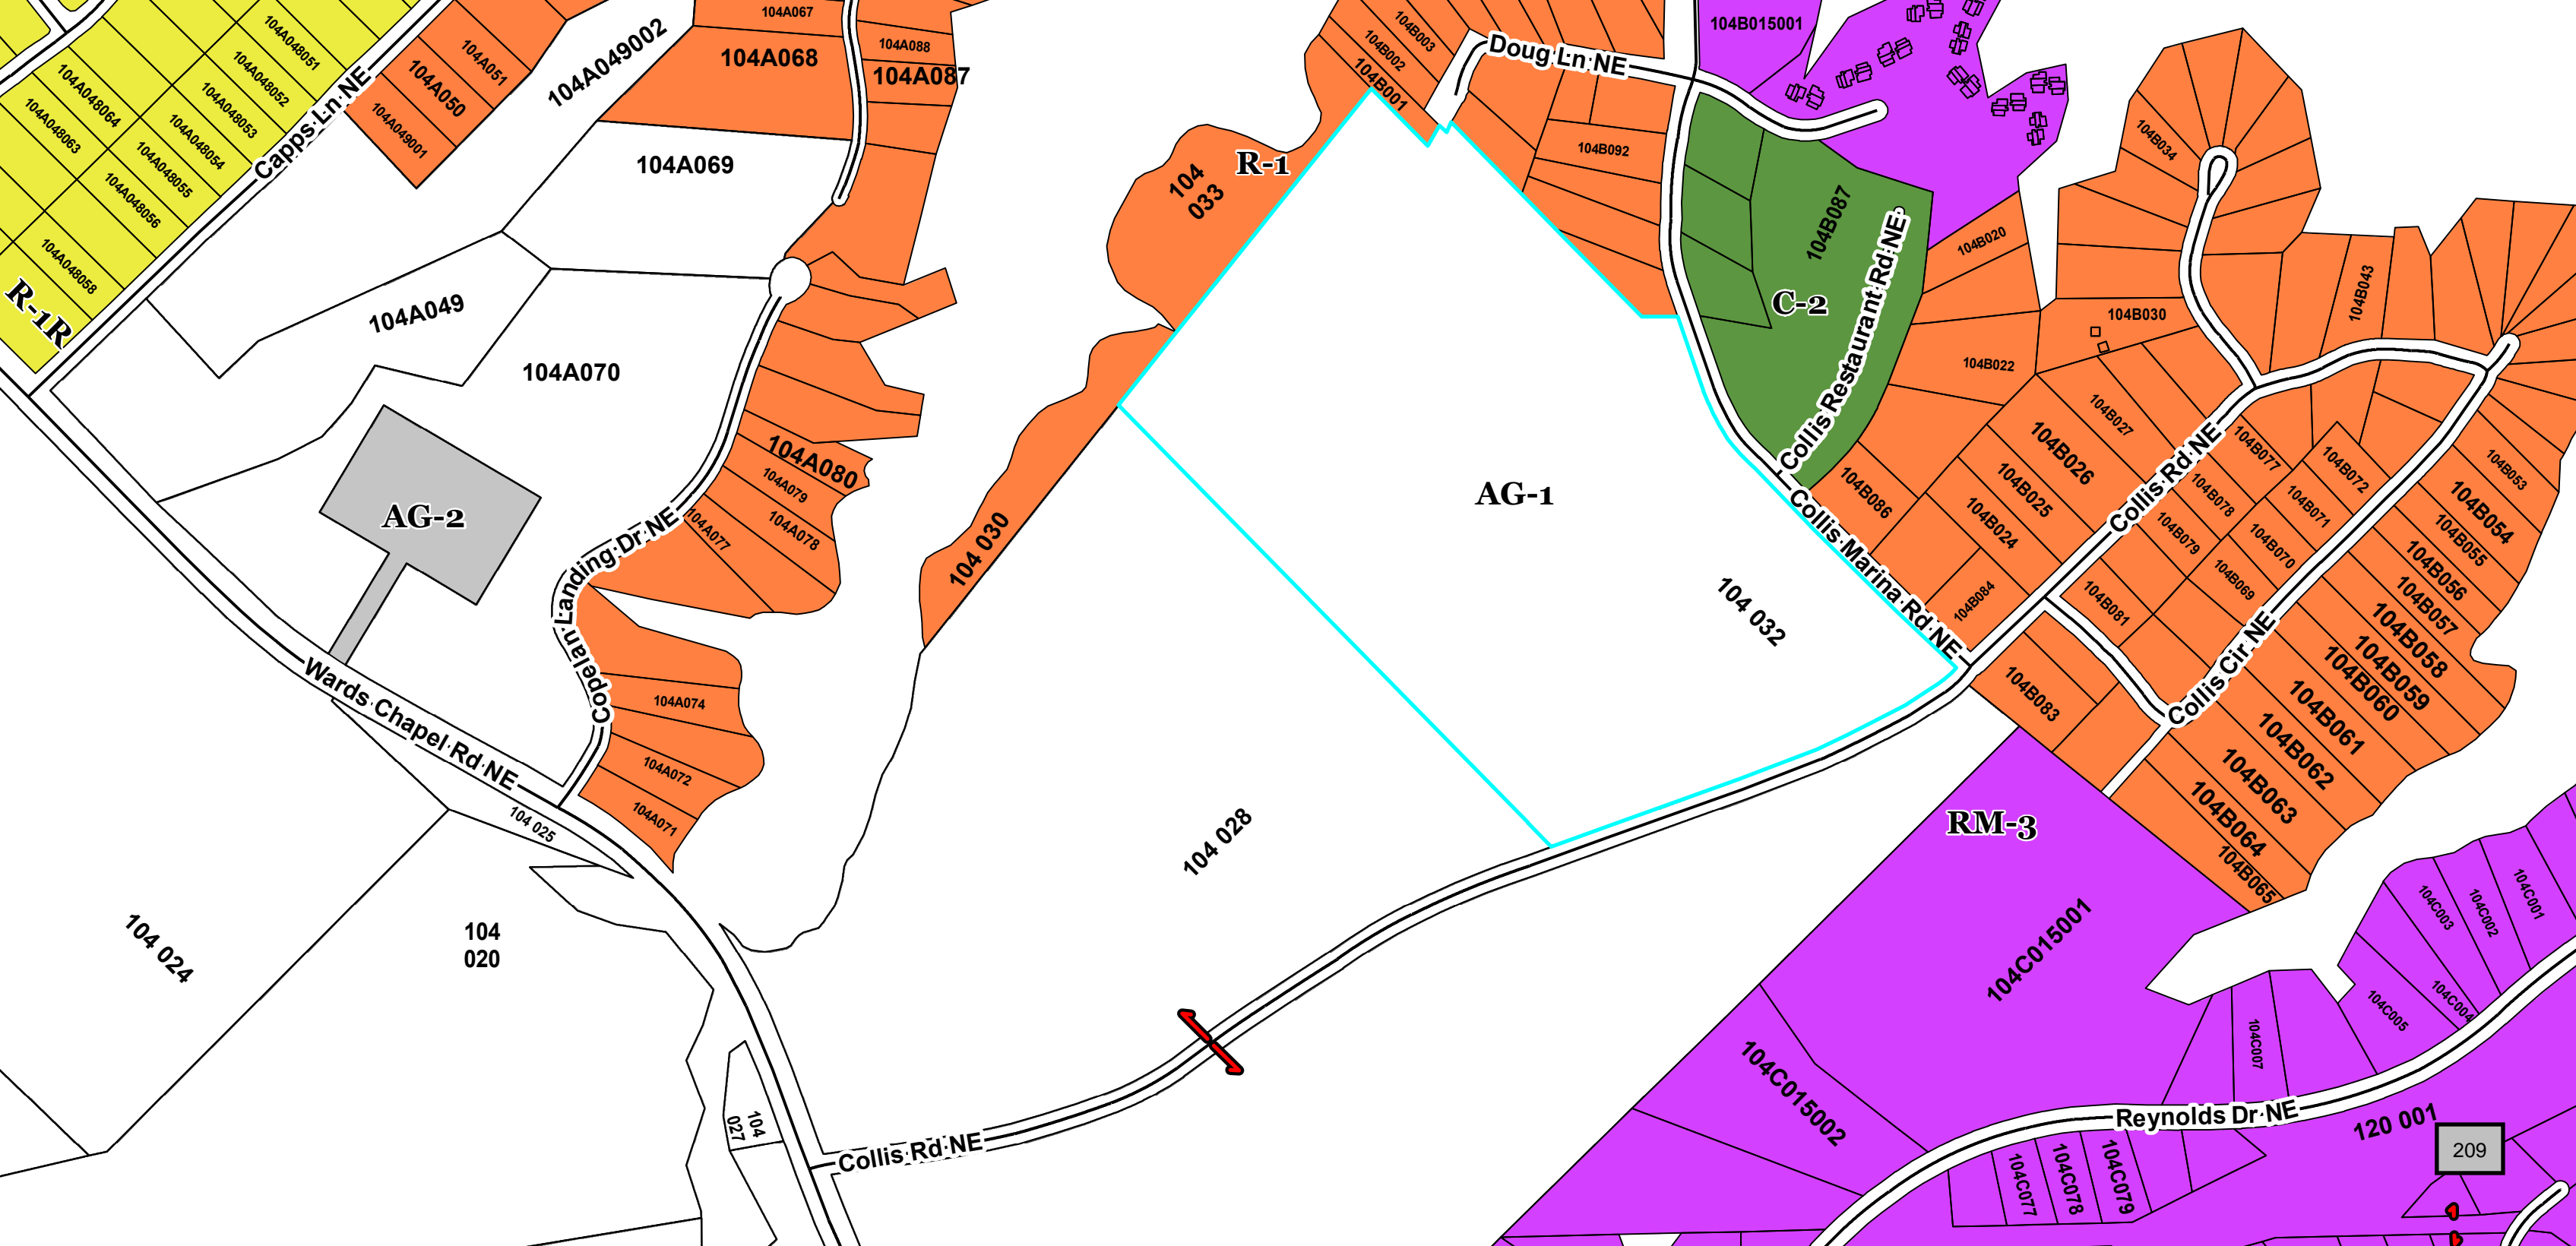 104A067
104B015001
104A048051
104A051
104A049002
104A068
104A088
104A087
104B003
104B002
104B001
Doug Ln NE
104A048064
104A048052
104A050
104A048063
104A048053
104A049001
104A048054
Capps Ln NE
104A069
R-1
104
033
104B092
104B087
104B034
104A048055
104A048056
104A048058
R-1R
104A049
104A070
C-2
Collis Restaurant Rd NE
104B020
104B022
104B030
104B043
104B027
104B026
104B025
104B024
104B086
104B084
Collis Rd NE
104B077
104B078
104B079
104B072
104B071
104B070
104B069
104B081
104B053
104B054
104B055
104B056
104B057
104B058
104B059
104B060
104B061
104B062
104B063
104B064
104B065
104A080
104A079
104A078
104A077
AG-2
AG-1
104 030
Copelan Landing Dr NE
Collis Marina Rd NE
104 032
104B083
Collis Cir NE
104A074
104A072
104A071
Wards Chapel Rd NE
104 025
104 028
RM-3
104 024
104
020
104C015001
104C003
104C002
104C001
104C004
104C005
104C007
104C015002
104
027
Collis Rd NE
Reynolds Dr NE
120 001
209
104C077
104C078
104C079